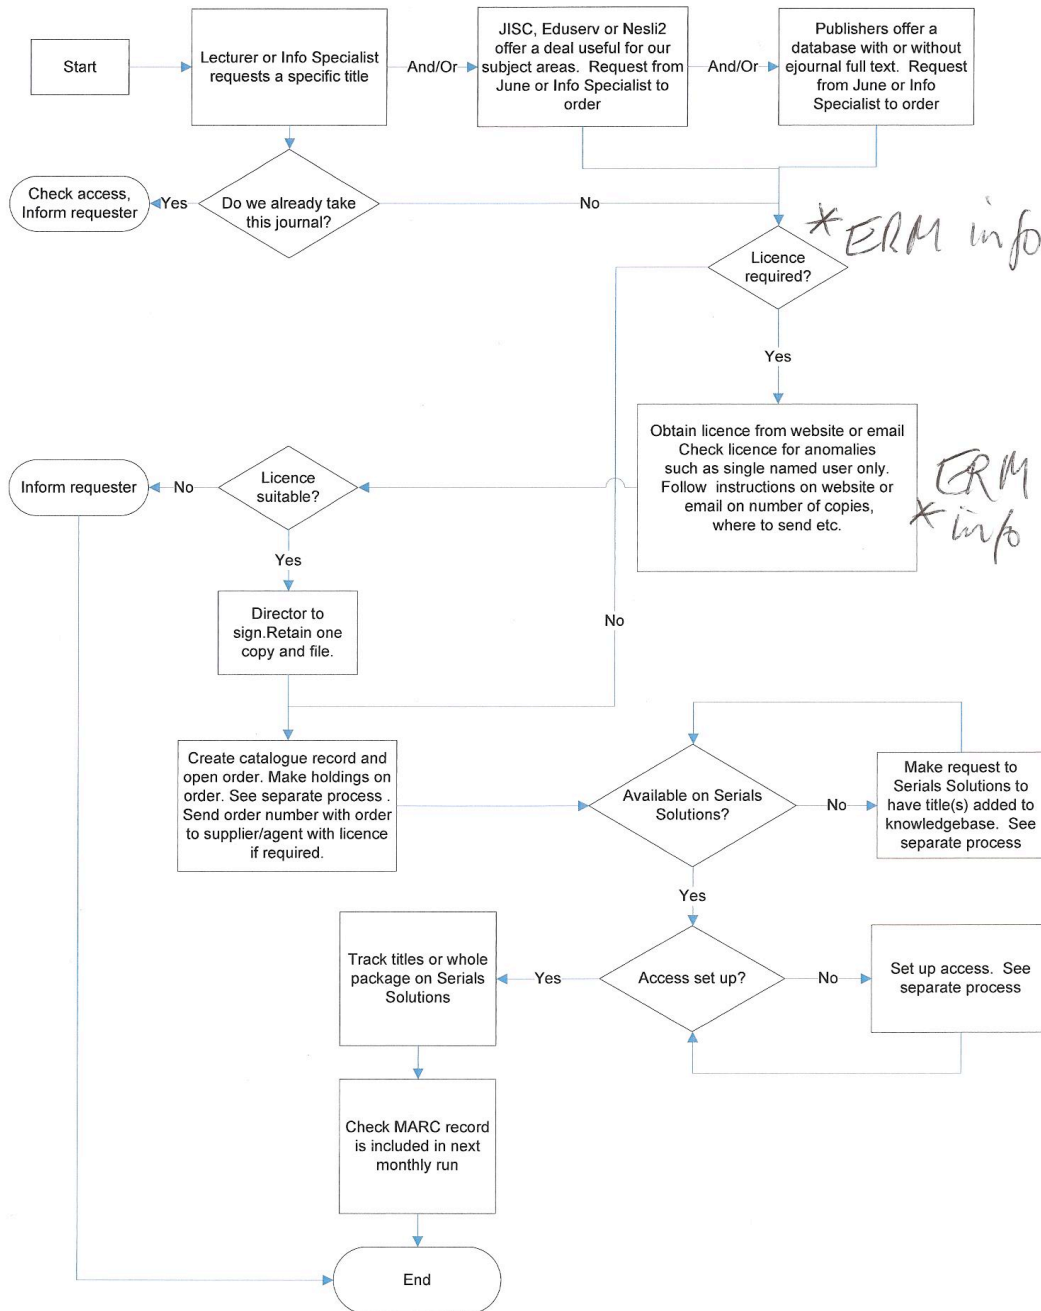 Start
Lecturer or Info Specialist
requests a specific title
And/Or
JISC, Eduserv or Nesli2
offer a deal useful for our
subject areas. Request from
June or Info Specialist to
order
And/Or
Publishers offer a
database with or without
ejournal full text. Request
from June or Info
Specialist to order
Check access,
Inform requester
Yes
Do we already take
this journal?
No
Licence
required?
*ERM info
Yes
Obtain licence from website or email
Check licence for anomalies
such as single named user only.
Follow instructions on website or
email on number of copies,
where to send etc.
ERM
*info
Licence
suitable?
No
Inform requester
Yes
Director to
sign.Retain one
copy and file.
No
Create catalogue record and
open order. Make holdings on
order. See separate process .
Send order number with order
to supplier/agent with licence
if required.
Available on Serials
Solutions?
No
Make request to
Serials Solutions to
have title(s) added to
knowledgebase. See
separate process
Yes
Access set up?
No
Set up access. See
separate process
Yes
Track titles or whole
package on Serials
Solutions
Check MARC record
is included in next
monthly run
End